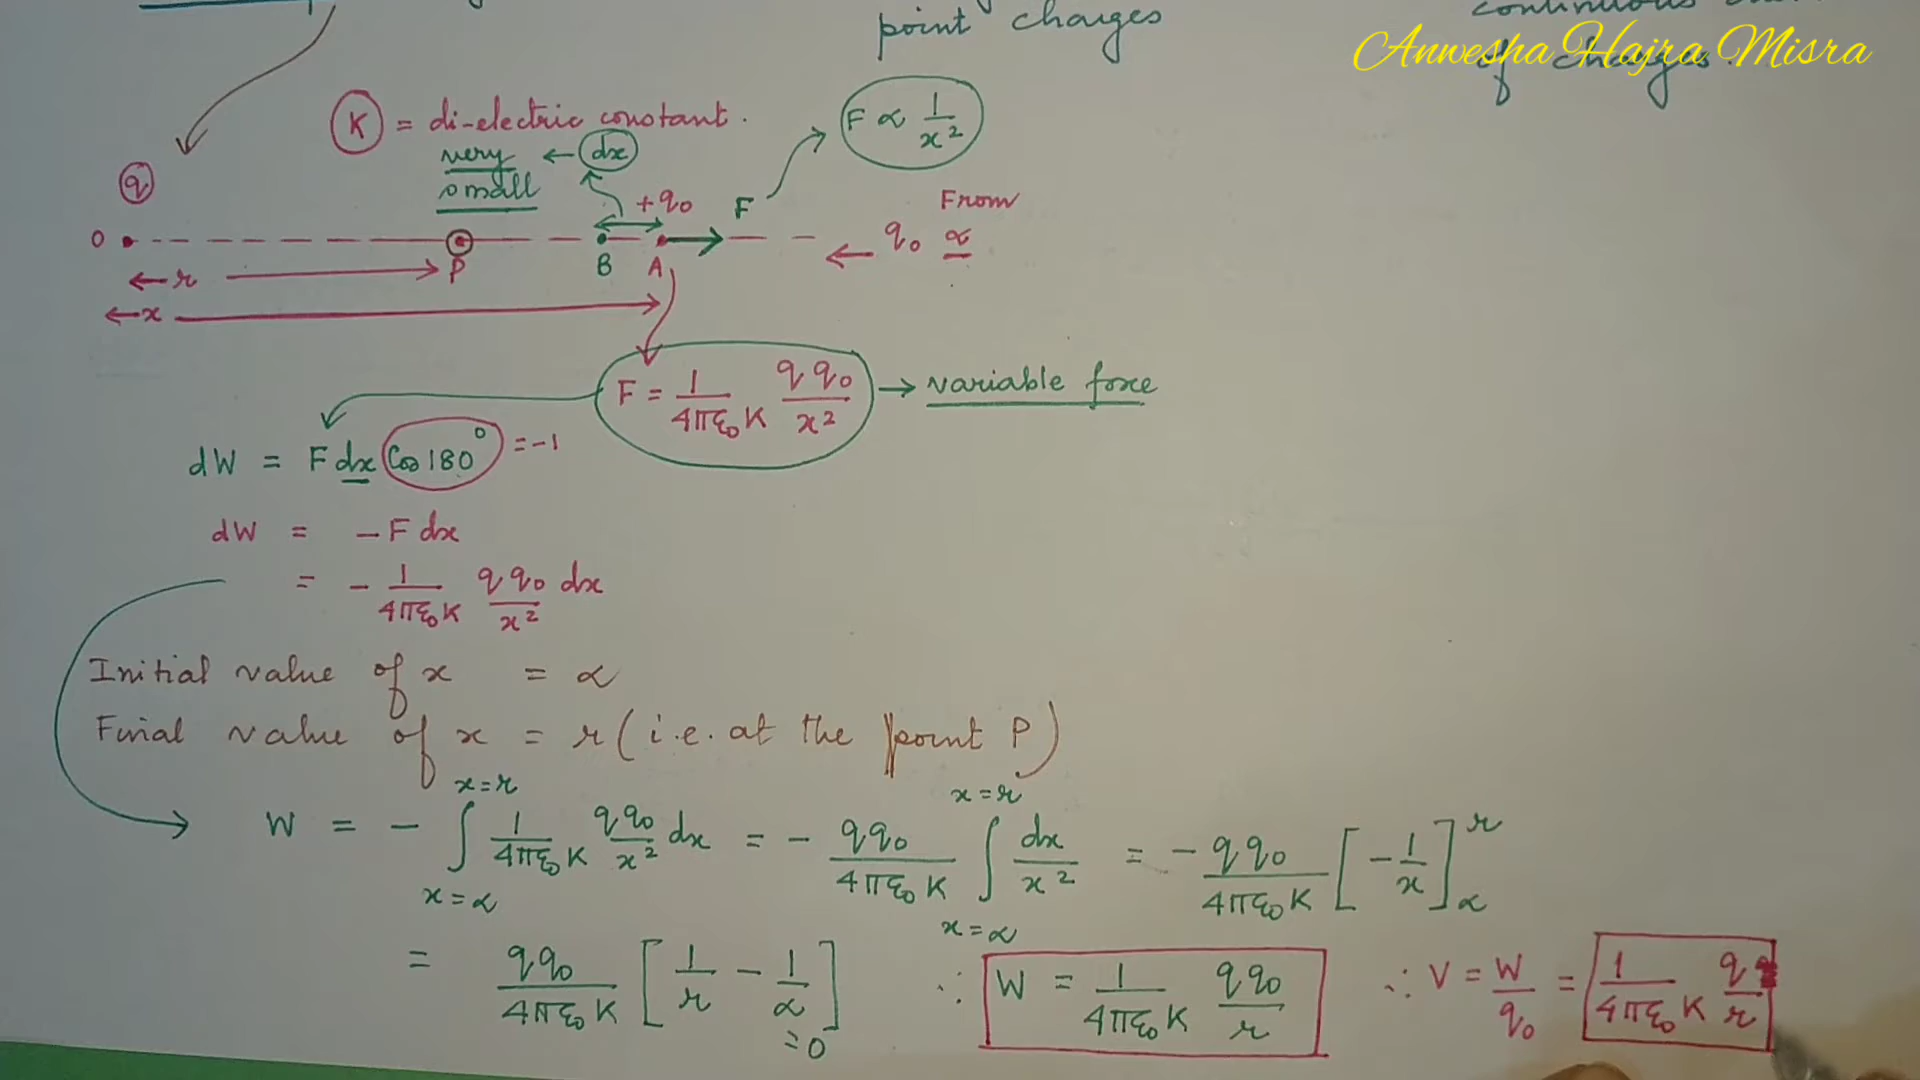 point charges
of charges.
Anwesha Hajra Misra
K = di-electric constant.
F ∝ 1/x²
very ← dx
small
q
+q₀
F
From
O
P
B
A
← q₀ α
← r →
← x →
F = 1/4πε₀K qq₀/x² → variable force
dW = F dx Cos 180° = -1
dW = - F dx
= - 1/4πε₀K qq₀/x² dx
Initial value of x = α
Final value of x = r (i.e. at the point P)
W = - ∫ₓ₌α^x=r 1/4πε₀K qq₀/x² dx = - qq₀/4πε₀K ∫ₓ₌α^x=r dx/x² = - qq₀/4πε₀K [-1/x]α^r
= qq₀/4πε₀K [1/r - 1/α] = 0 ∴ W = 1/4πε₀K qq₀/r ∴ V = W/q₀ = 1/4πε₀K q/r